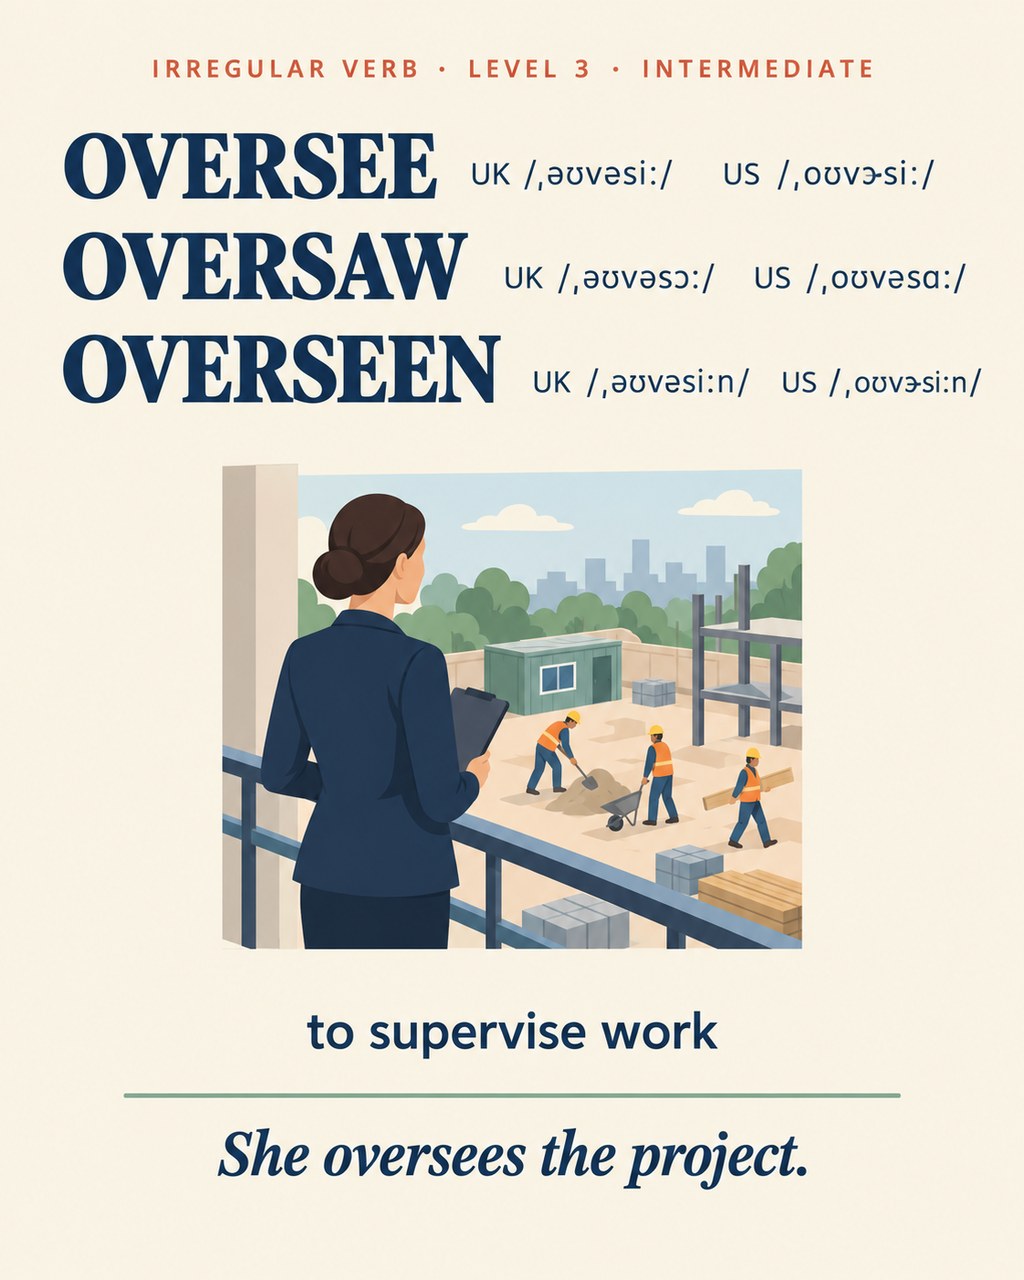 IRREGULAR VERB · LEVEL 3 · INTERMEDIATE
OVERSEE UK /ˌəʊvəsiː/ US /ˌoʊvɚsiː/
OVERSAW UK /ˌəʊvəsɔː/ US /ˌoʊvəsɑː/
OVERSEEN UK /ˌəʊvəsiːn/ US /ˌoʊvɚsiːn/
to supervise work
She oversees the project.